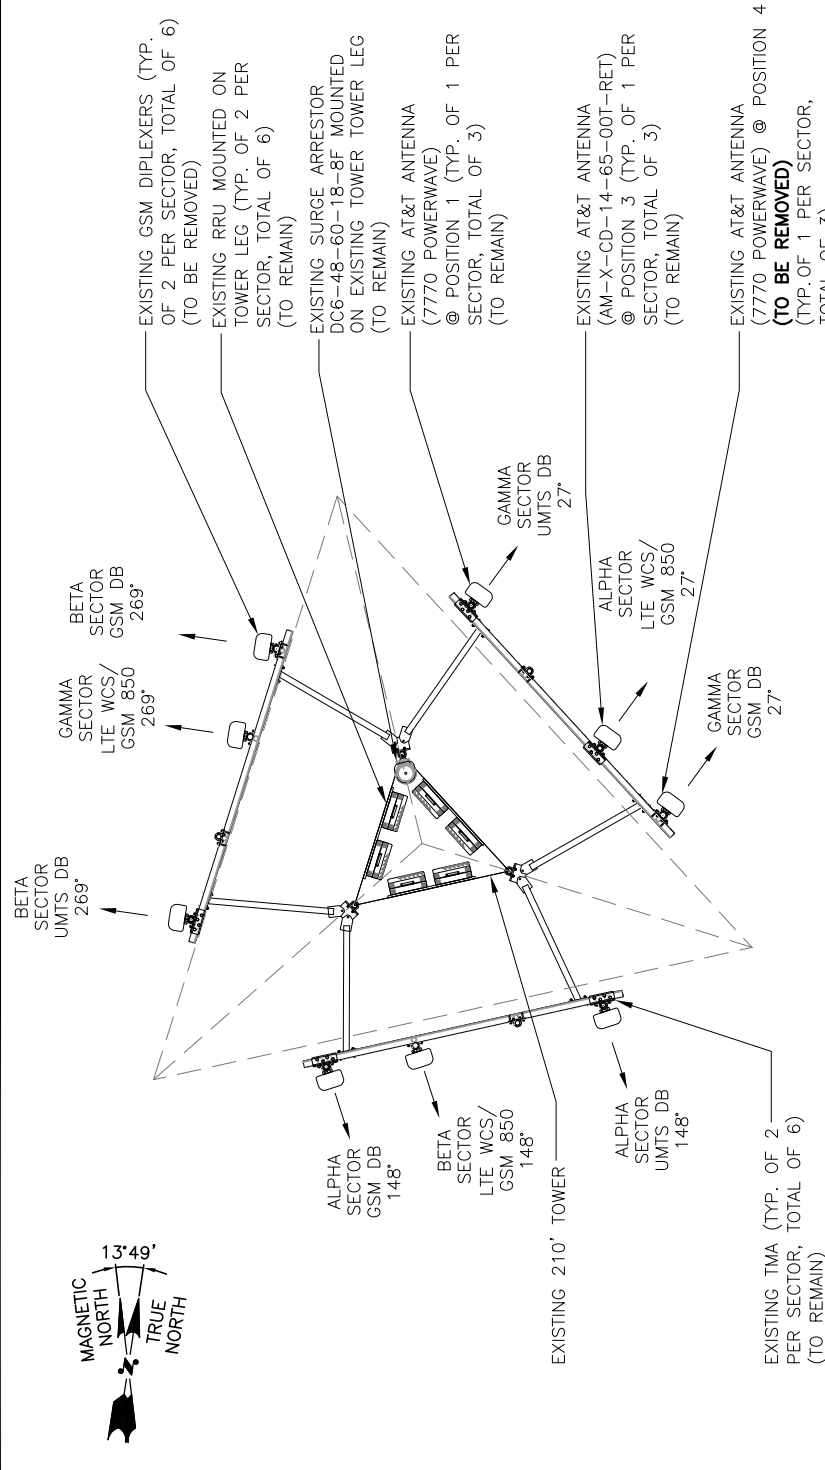 EXISTING GSM DIPLEXERS (TYP.
OF 2 PER SECTOR, TOTAL OF 6)
(TO BE REMOVED)
EXISTING RRU MOUNTED ON
TOWER LEG (TYP. OF 2 PER
SECTOR, TOTAL OF 6)
(TO REMAIN)
EXISTING SURGE ARRESTOR
DC6-48-60-18-8F MOUNTED
ON EXISTING TOWER TOWER LEG
(TO REMAIN)
EXISTING AT&T ANTENNA
(7770 POWERWAVE)
@ POSITION 1 (TYP. OF 1 PER
SECTOR, TOTAL OF 3)
(TO REMAIN)
EXISTING AT&T ANTENNA
(AM-X-CD-14-65-00T-RET)
@ POSITION 3 (TYP. OF 1 PER
SECTOR, TOTAL OF 3)
(TO REMAIN)
EXISTING AT&T ANTENNA
(7770 POWERWAVE) @ POSITION 4
(TO BE REMOVED)
(TYP.OF 1 PER SECTOR,
TOTAL OF 3)
BETA
SECTOR
UMTS DB
269°
GAMMA
SECTOR
LTE WCS/
GSM 850
269°
BETA
SECTOR
GSM DB
269°
GAMMA
SECTOR
UMTS DB
27°
ALPHA
SECTOR
LTE WCS/
GSM 850
27°
GAMMA
SECTOR
GSM DB
27°
ALPHA
SECTOR
GSM DB
148°
BETA
SECTOR
LTE WCS/
GSM 850
148°
ALPHA
SECTOR
UMTS DB
148°
EXISTING 210' TOWER
EXISTING TMA (TYP. OF 2
PER SECTOR, TOTAL OF 6)
(TO REMAIN)
MAGNETIC
NORTH
13°49'
TRUE
NORTH
N